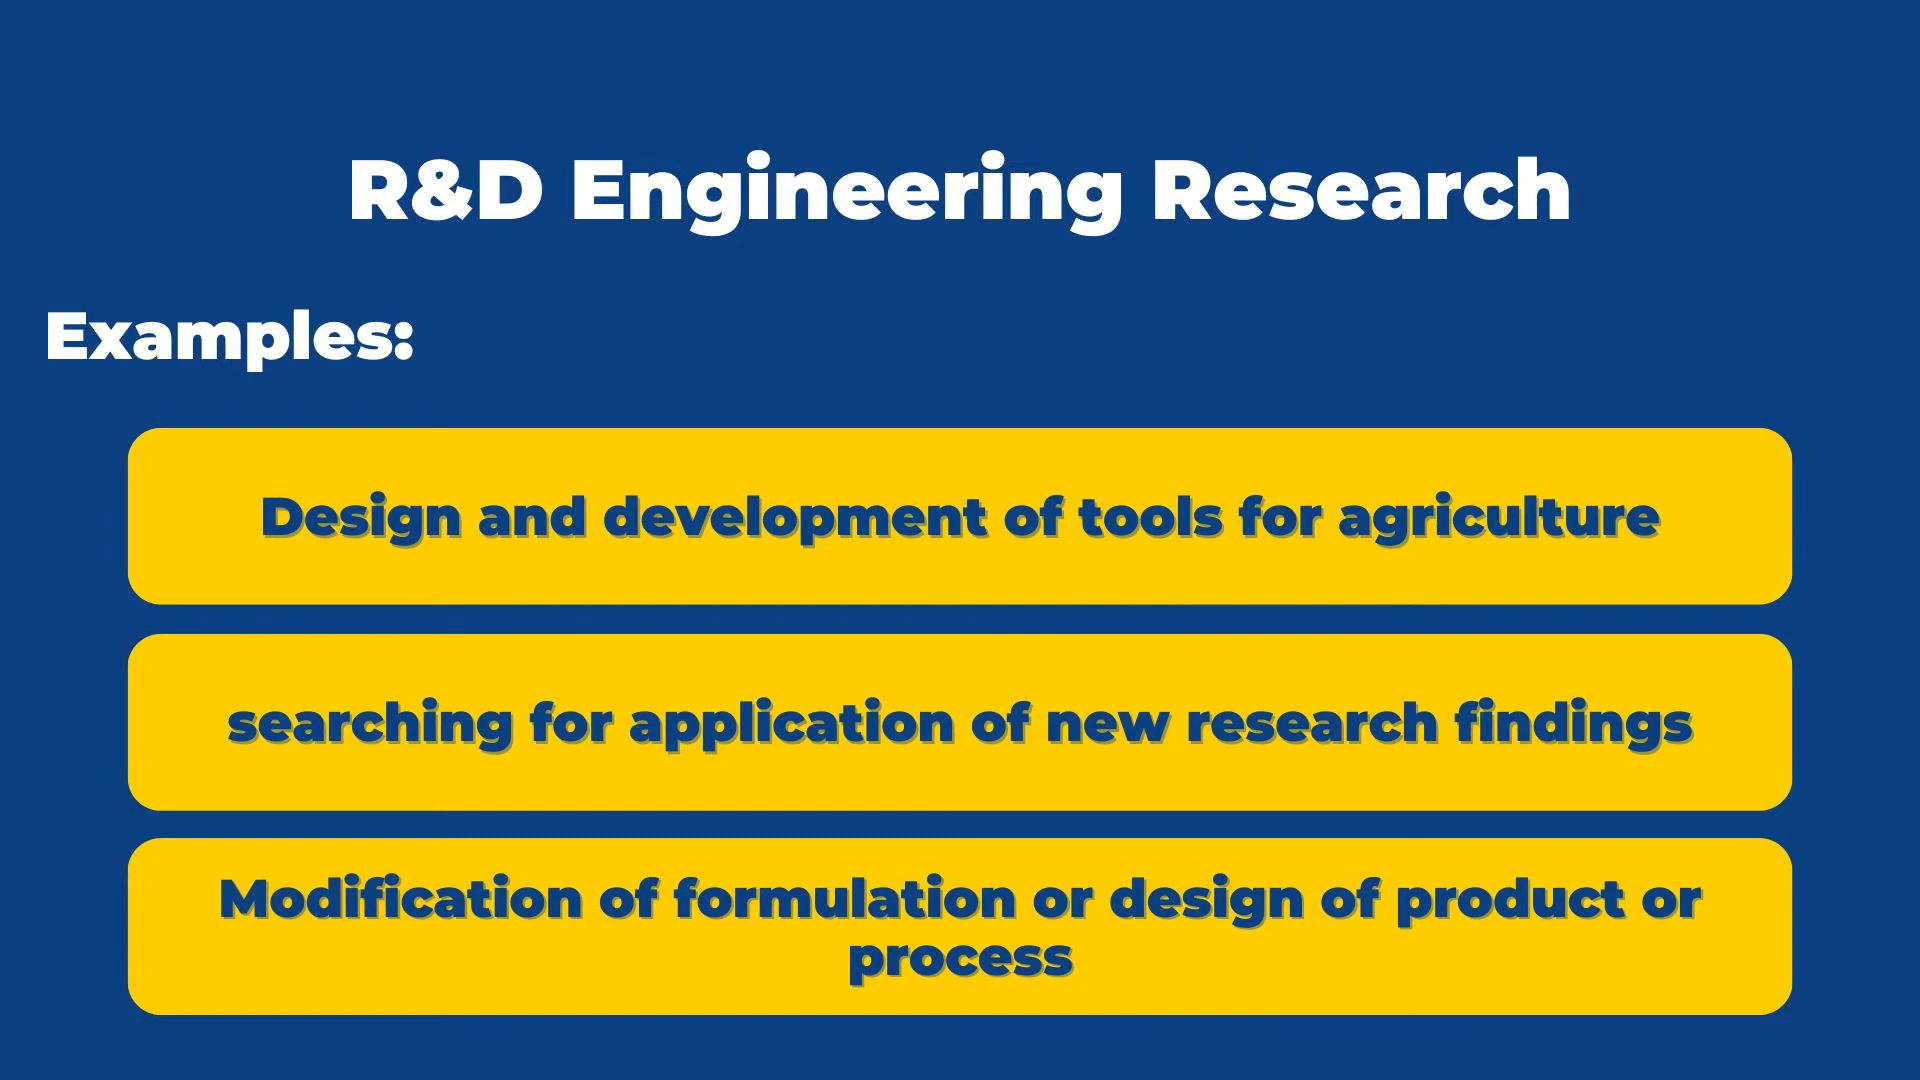 R&D Engineering Research
Examples:
Design and development of tools for agriculture
searching for application of new research findings
Modification of formulation or design of product or
process